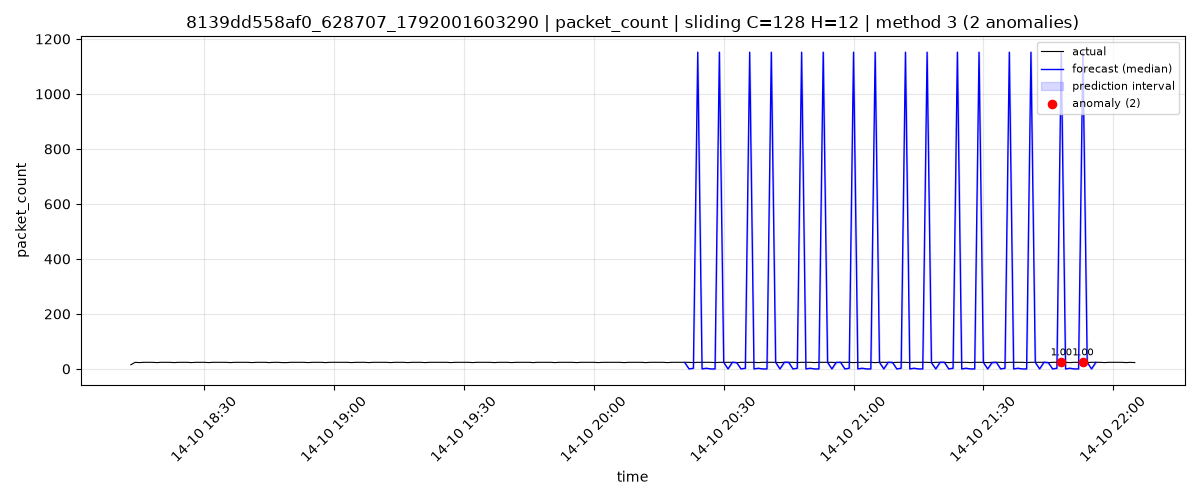 8139dd558af0_628707_1792001603290 | packet_count | sliding C=128 H=12 | method 3 (2 anomalies)
actual
forecast (median)
prediction interval
anomaly (2)
1200
1000
800
600
400
200
0
packet_count
1.001.00
14-10 18:30
14-10 19:00
14-10 19:30
14-10 20:00
14-10 20:30
14-10 21:00
14-10 21:30
14-10 22:00
time